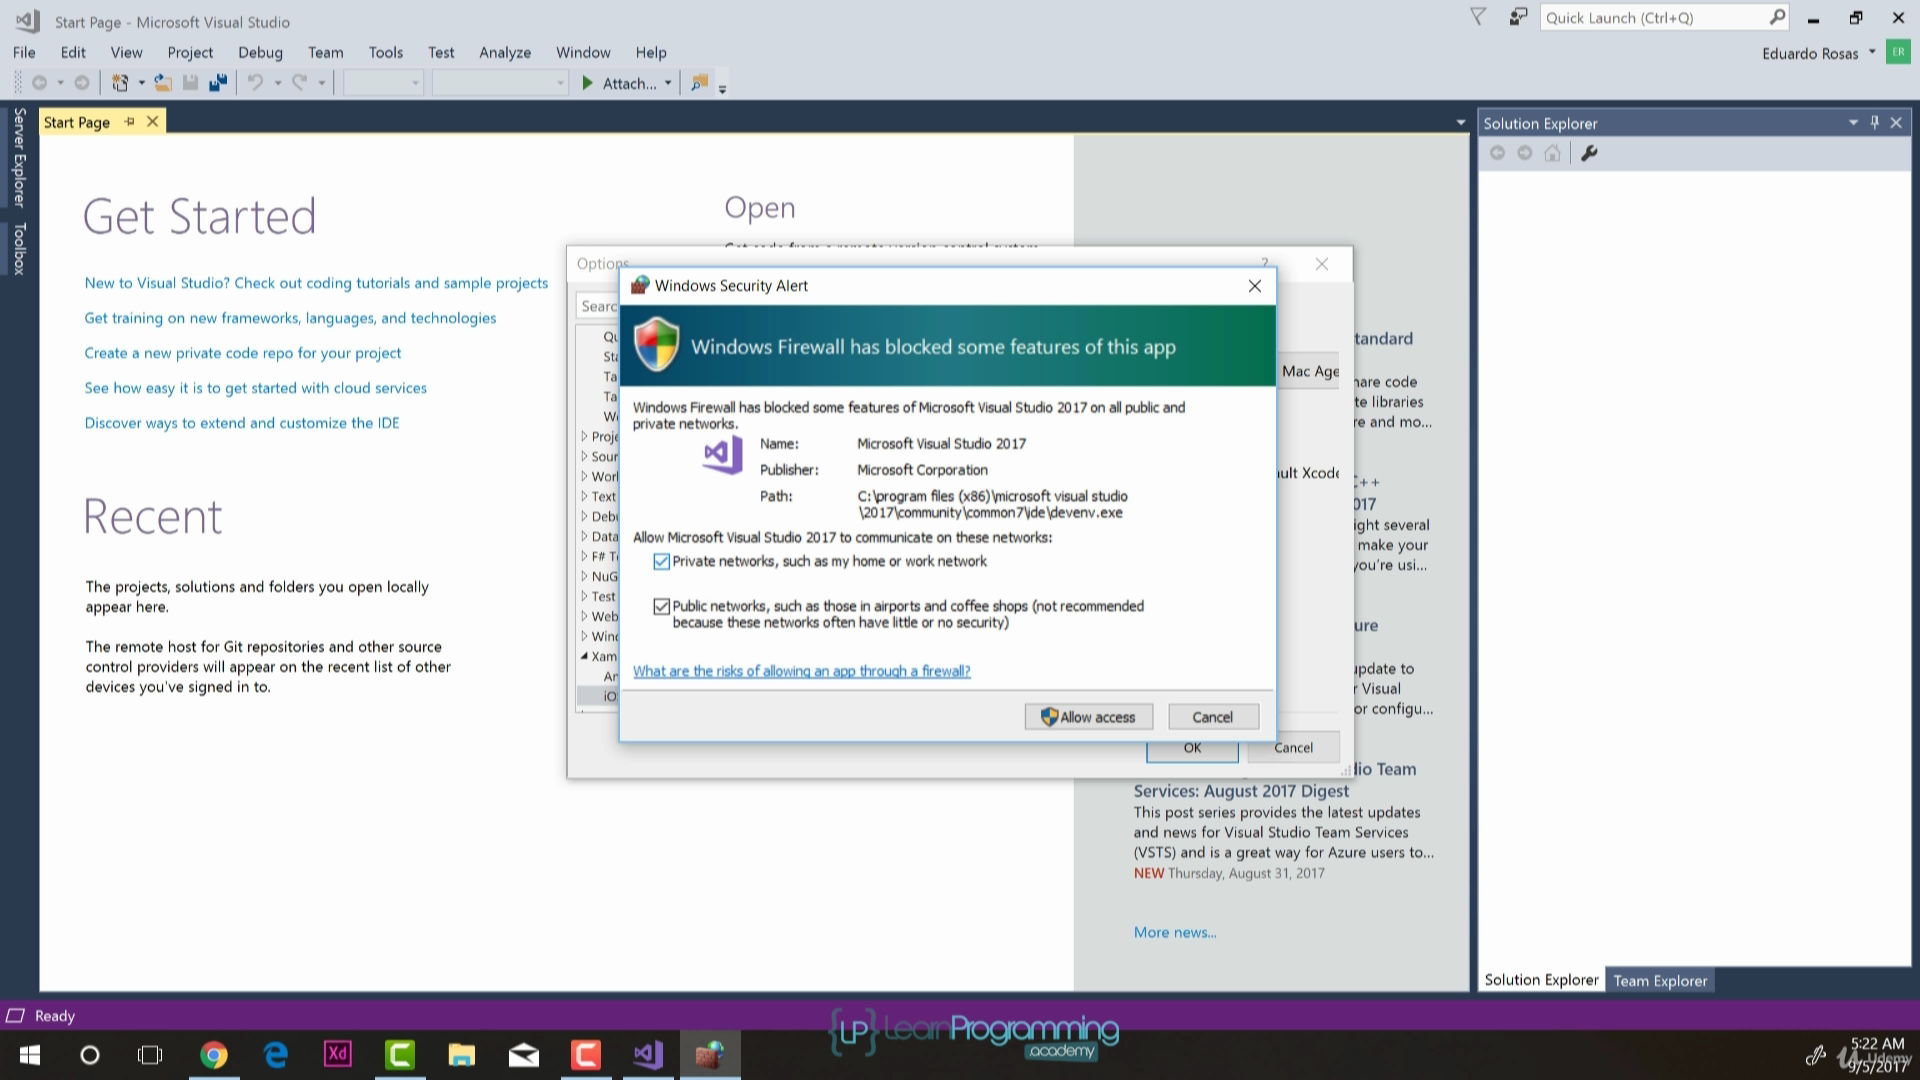 Start Page - Microsoft Visual Studio
Quick Launch (Ctrl+Q)
File Edit View Project Debug Team Tools Test Analyze Window Help
Eduardo Rosas
ER
Attach...
Server Explorer
Toolbox
Start Page
Get Started
New to Visual Studio? Check out coding tutorials and sample projects
Get training on new frameworks, languages, and technologies
Create a new private code repo for your project
See how easy it is to get started with cloud services
Discover ways to extend and customize the IDE
Recent
The projects, solutions and folders you open locally
appear here.
The remote host for Git repositories and other source
control providers will appear on the recent list of other
devices you've signed in to.
Open
Options
?
Searc
Qu
Sta
Ta
Ta
We
Proje
Sour
Worl
Text
Debu
Data
F# T
NuG
Test
Web
Wind
Xam
An
iO
Mac Age
ult Xcode
OK
Cancel
Windows Security Alert
Windows Firewall has blocked some features of this app
Windows Firewall has blocked some features of Microsoft Visual Studio 2017 on all public and
private networks.
Name: Microsoft Visual Studio 2017
Publisher: Microsoft Corporation
Path: C:\program files (x86)\microsoft visual studio
\2017\community\common7\ide\devenv.exe
Allow Microsoft Visual Studio 2017 to communicate on these networks:
Private networks, such as my home or work network
Public networks, such as those in airports and coffee shops (not recommended
because these networks often have little or no security)
What are the risks of allowing an app through a firewall?
Allow access
Cancel
tandard
hare code
te libraries
re and mo...
C++
017
ight several
make your
you're usi...
ure
update to
r Visual
or configu...
dio Team
Services: August 2017 Digest
This post series provides the latest updates
and news for Visual Studio Team Services
(VSTS) and is a great way for Azure users to...
NEW Thursday, August 31, 2017
More news...
Solution Explorer
Solution Explorer
Team Explorer
Ready
{LP} LearnProgramming
.academy
Xd
5:22 AM
9/5/2017
Udemy